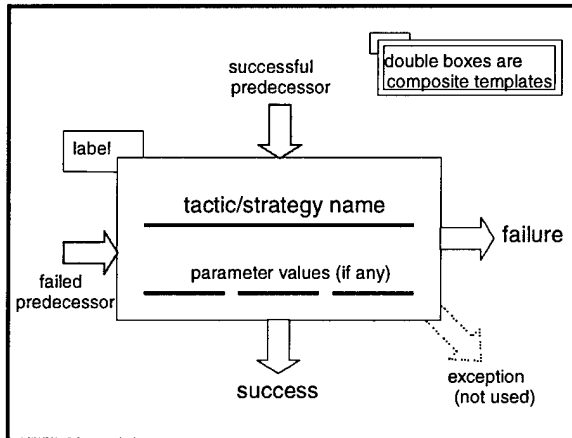 double boxes are
composite templates
successful
predecessor
label
tactic/strategy name
failure
parameter values (if any)
failed
predecessor
success
exception
(not used)